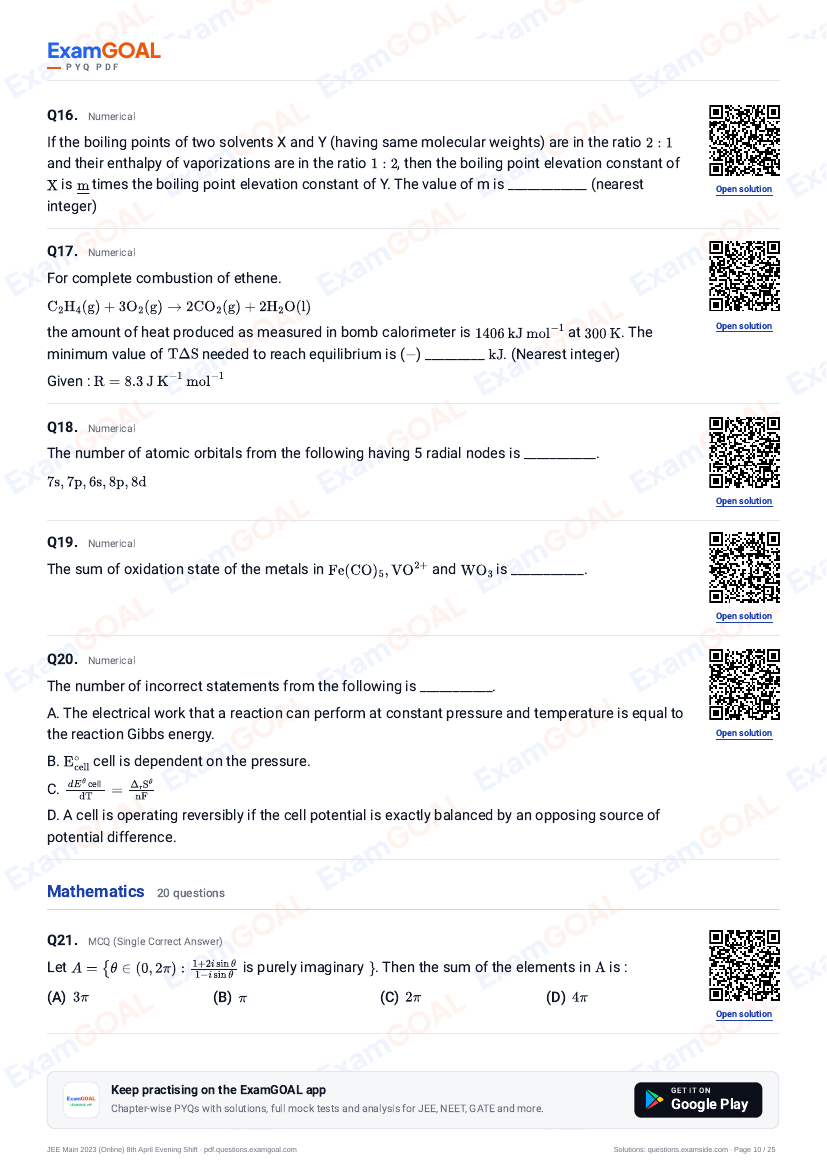 ExamGOAL
PYQ PDF
Q16. Numerical
If the boiling points of two solvents X and Y (having same molecular weights) are in the ratio 2 : 1
and their enthalpy of vaporizations are in the ratio 1 : 2, then the boiling point elevation constant of
X is m times the boiling point elevation constant of Y. The value of m is ____________ (nearest
integer)
Open solution
Q17. Numerical
For complete combustion of ethene.
C₂H₄(g) + 3O₂(g) → 2CO₂(g) + 2H₂O(l)
the amount of heat produced as measured in bomb calorimeter is 1406 kJ mol⁻¹ at 300 K. The
minimum value of TΔS needed to reach equilibrium is (−) _________ kJ. (Nearest integer)
Given : R = 8.3 J K⁻¹ mol⁻¹
Open solution
Q18. Numerical
The number of atomic orbitals from the following having 5 radial nodes is ___________.
7s, 7p, 6s, 8p, 8d
Open solution
Q19. Numerical
The sum of oxidation state of the metals in Fe(CO)₅, VO²⁺ and WO₃ is ___________.
Open solution
Q20. Numerical
The number of incorrect statements from the following is ___________.
A. The electrical work that a reaction can perform at constant pressure and temperature is equal to
the reaction Gibbs energy.
B. E°cell cell is dependent on the pressure.
C. dE^θ cell / dT = Δ_rS^θ / nF
D. A cell is operating reversibly if the cell potential is exactly balanced by an opposing source of
potential difference.
Open solution
Mathematics 20 questions
Q21. MCQ (Single Correct Answer)
Let A = {θ ∈ (0, 2π) : (1+2i sin θ)/(1−i sin θ) is purely imaginary }. Then the sum of the elements in A is :
(A) 3π (B) π (C) 2π (D) 4π
Open solution
ExamGOAL
Keep practising on the ExamGOAL app
Chapter-wise PYQs with solutions, full mock tests and analysis for JEE, NEET, GATE and more.
GET IT ON
Google Play
JEE Main 2023 (Online) 8th April Evening Shift · pdf.questions.examgoal.com
Solutions: questions.examside.com · Page 10 / 25